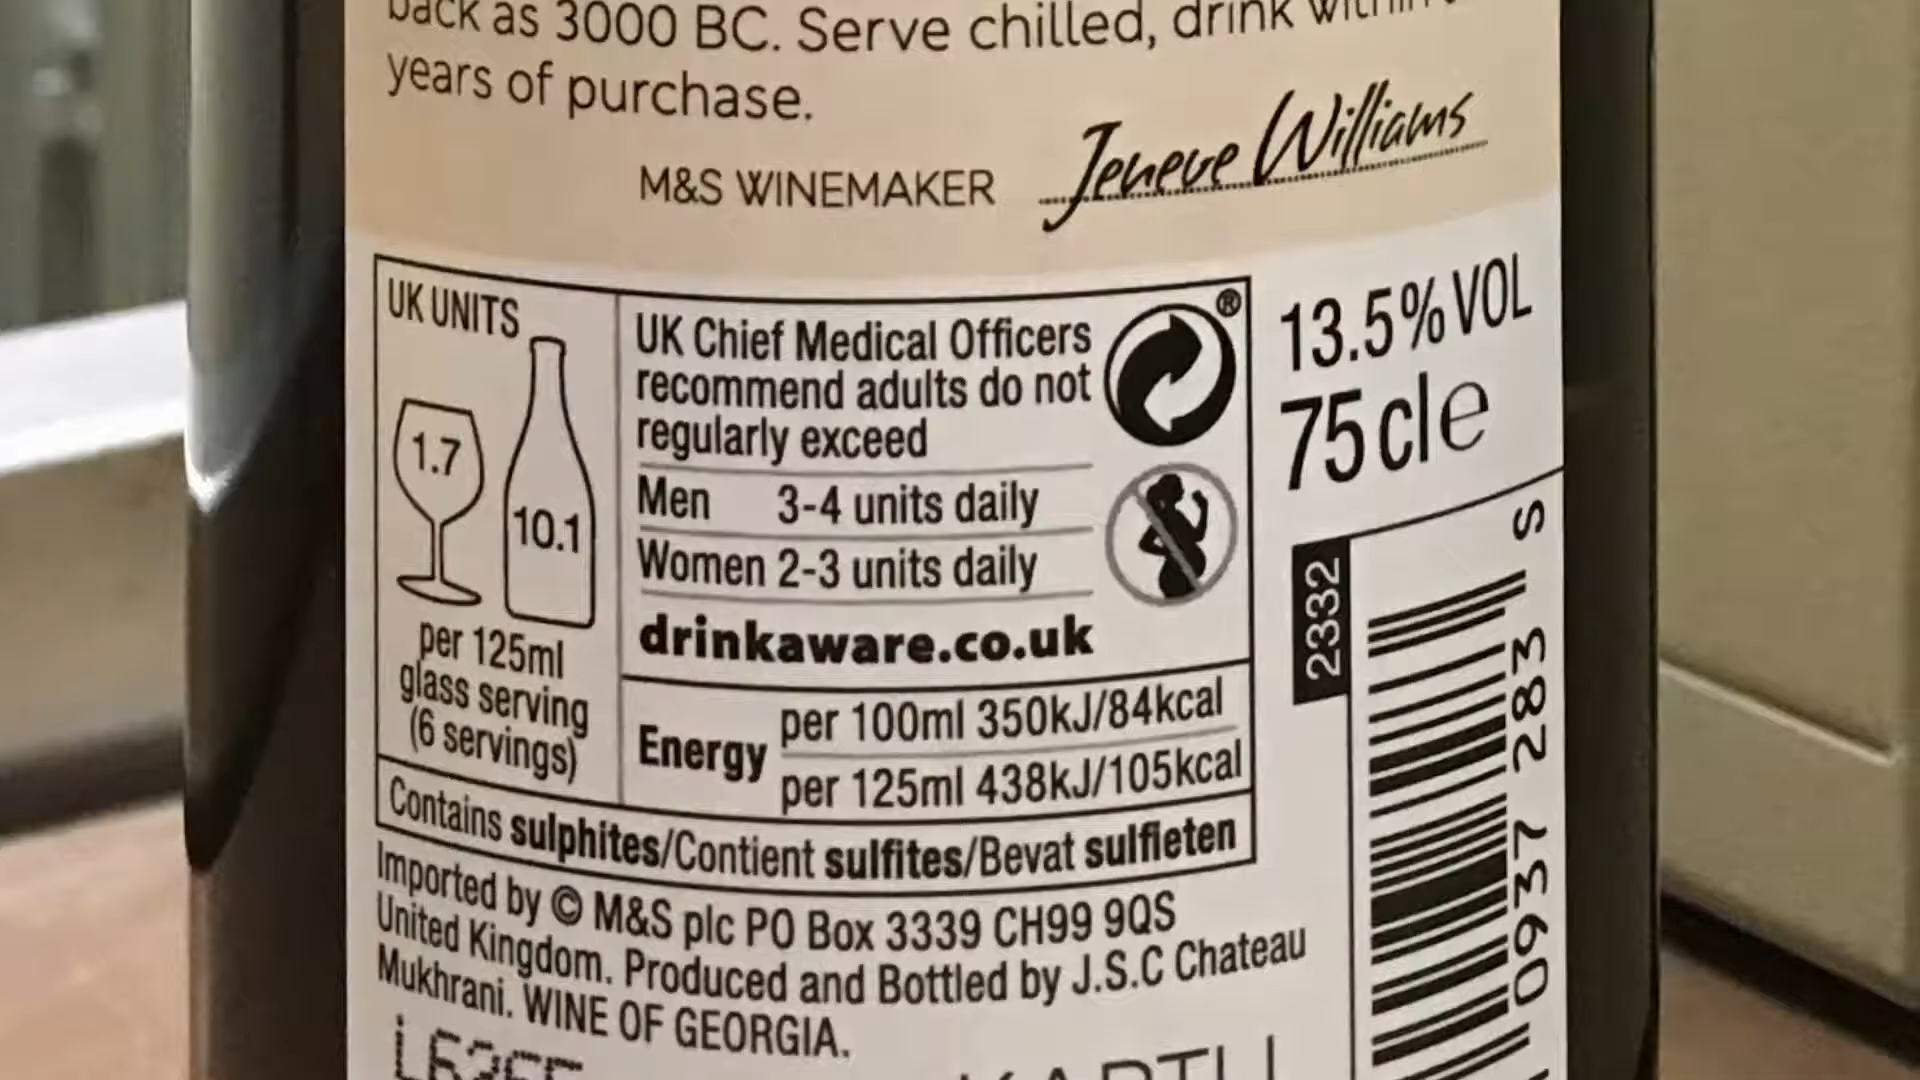 back as 3000 BC. Serve chilled, drink within
years of purchase.
M&S WINEMAKER Jeneve Williams
UK UNITS
1.7
10.1
per 125ml
glass serving
(6 servings)
UK Chief Medical Officers
recommend adults do not
regularly exceed
Men 3-4 units daily
Women 2-3 units daily
drinkaware.co.uk
Energy
per 100ml 350kJ/84kcal
per 125ml 438kJ/105kcal
®
13.5% VOL
75cl e
Contains sulphites/Contient sulfites/Bevat sulfieten
Imported by © M&S plc PO Box 3339 CH99 9QS
United Kingdom. Produced and Bottled by J.S.C Chateau
Mukhrani. WINE OF GEORGIA.
2332
S
0937 283